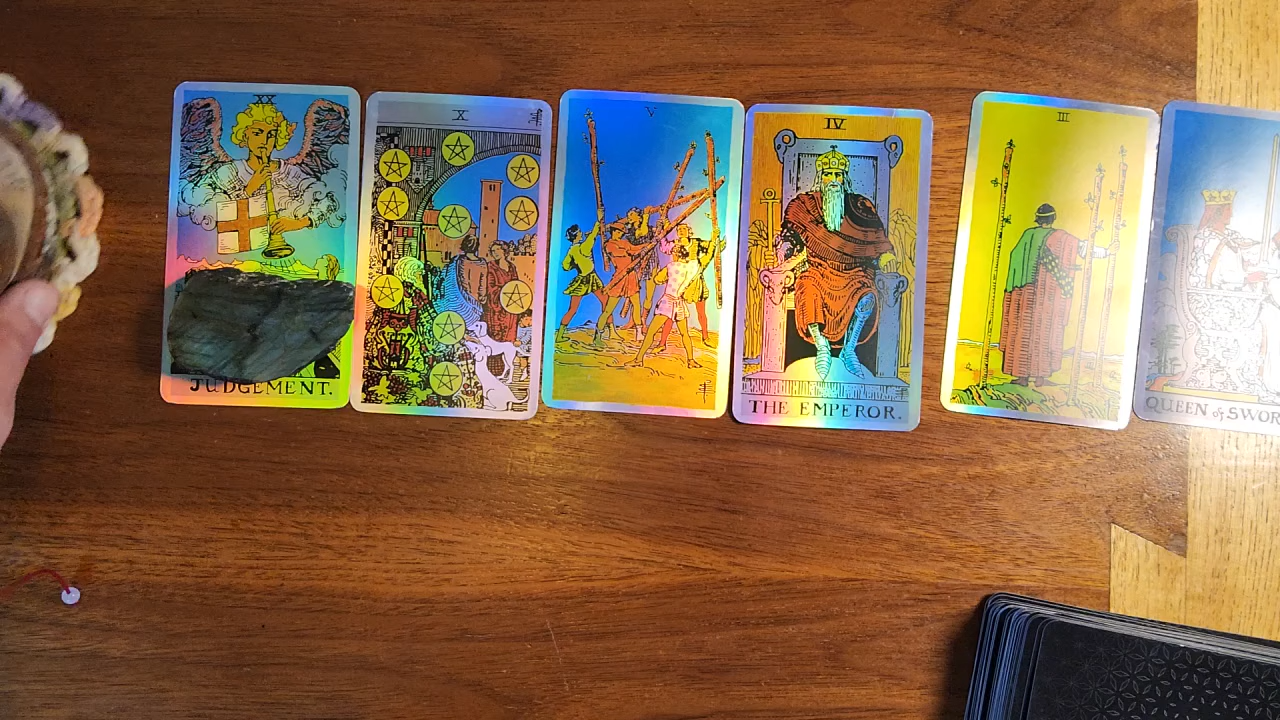 XX
JUDGEMENT.
X
V
IV
THE EMPEROR.
III
QUEEN of SWOR